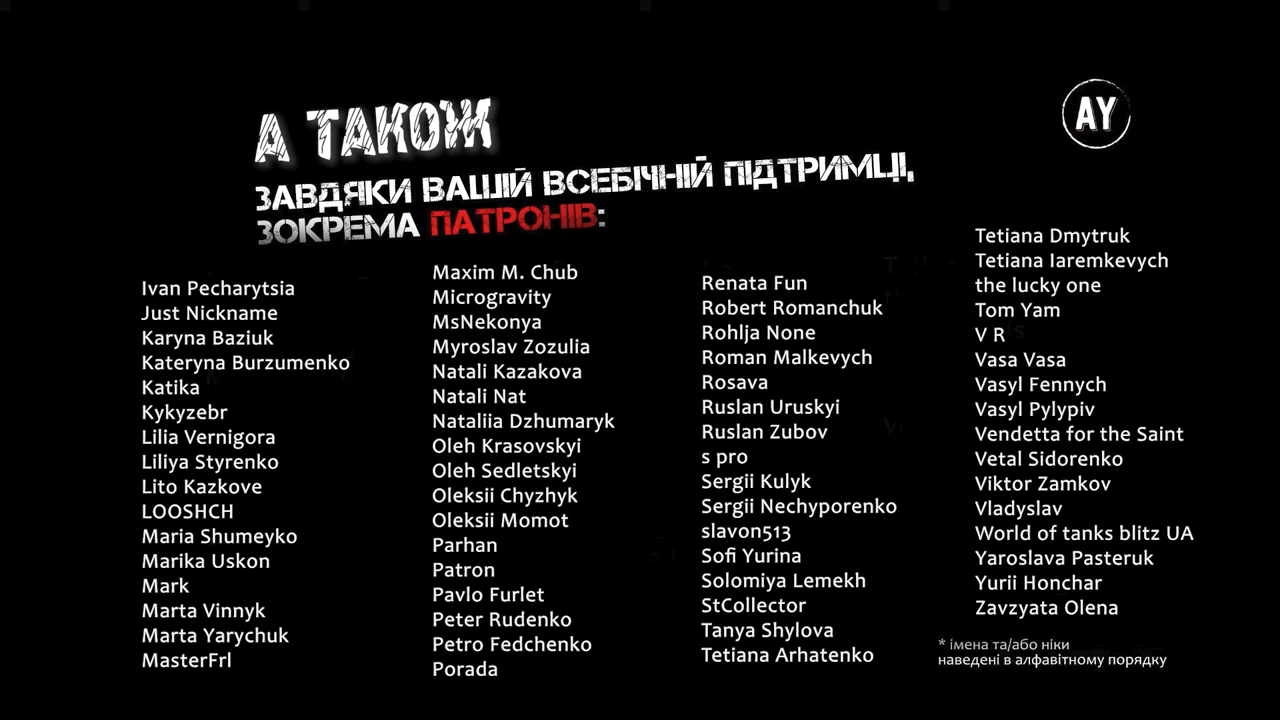 А ТАКОЖ
AY
ЗАВДЯКИ ВАШІЙ ВСЕБІЧНІЙ ПІДТРИМЦІ,
ЗОКРЕМА ПАТРОНІВ:
Ivan Pecharytsia
Just Nickname
Karyna Baziuk
Kateryna Burzumenko
Katika
Kykyzebr
Lilia Vernigora
Liliya Styrenko
Lito Kazkove
LOOSHCH
Maria Shumeyko
Marika Uskon
Mark
Marta Vinnyk
Marta Yarychuk
MasterFrl
Maxim M. Chub
Microgravity
MsNekonya
Myroslav Zozulia
Natali Kazakova
Natali Nat
Nataliia Dzhumaryk
Oleh Krasovskyi
Oleh Sedletskyi
Oleksii Chyzhyk
Oleksii Momot
Parhan
Patron
Pavlo Furlet
Peter Rudenko
Petro Fedchenko
Porada
Renata Fun
Robert Romanchuk
Rohlja None
Roman Malkevych
Rosava
Ruslan Uruskyi
Ruslan Zubov
s pro
Sergii Kulyk
Sergii Nechyporenko
slavon513
Sofi Yurina
Solomiya Lemekh
StCollector
Tanya Shylova
Tetiana Arhatenko
Tetiana Dmytruk
Tetiana Iaremkevych
the lucky one
Tom Yam
V R
Vasa Vasa
Vasyl Fennych
Vasyl Pylypiv
Vendetta for the Saint
Vetal Sidorenko
Viktor Zamkov
Vladyslav
World of tanks blitz UA
Yaroslava Pasteruk
Yurii Honchar
Zavzyata Olena
* імена та/або ніки
наведені в алфавітному порядку